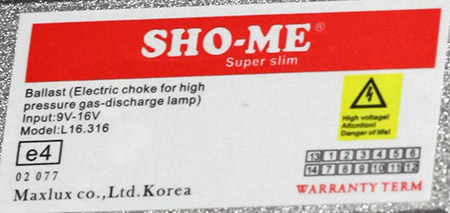 SHO-ME®
Super slim
Ballast (Electric choke for high
pressure gas-discharge lamp)
Input:9V-16V
Model:L16.316
High voltage!
Attention!
Danger of life!
e4
02 077
13 1 2 3 4 5 6
14 7 8 9 10 11 12
Maxlux co.,Ltd.Korea
WARRANTY TERM